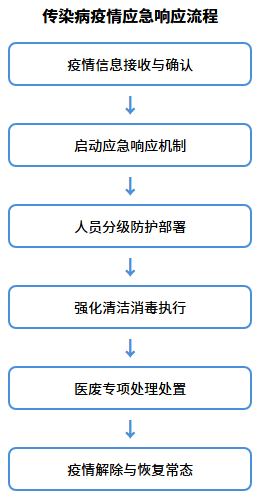 传染病疫情应急响应流程
疫情信息接收与确认
启动应急响应机制
人员分级防护部署
强化清洁消毒执行
医废专项处理处置
疫情解除与恢复常态